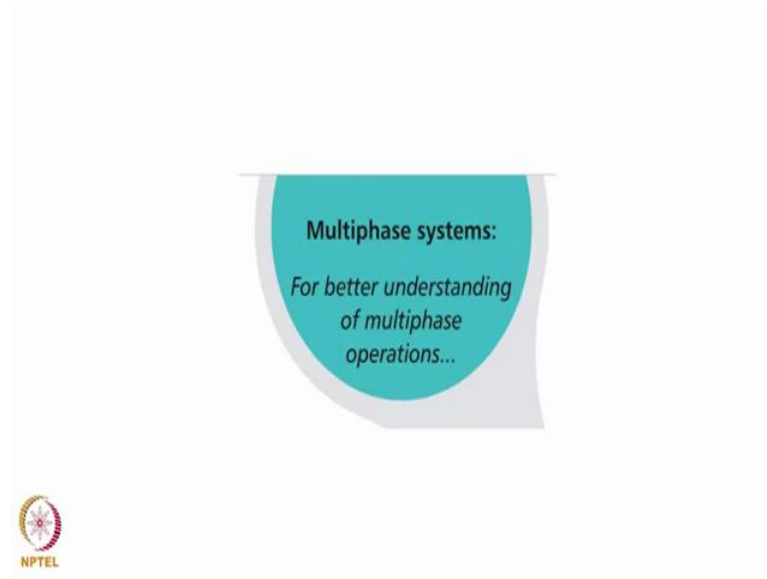 Multiphase systems:
For better understanding
of multiphase
operations...
NPTEL